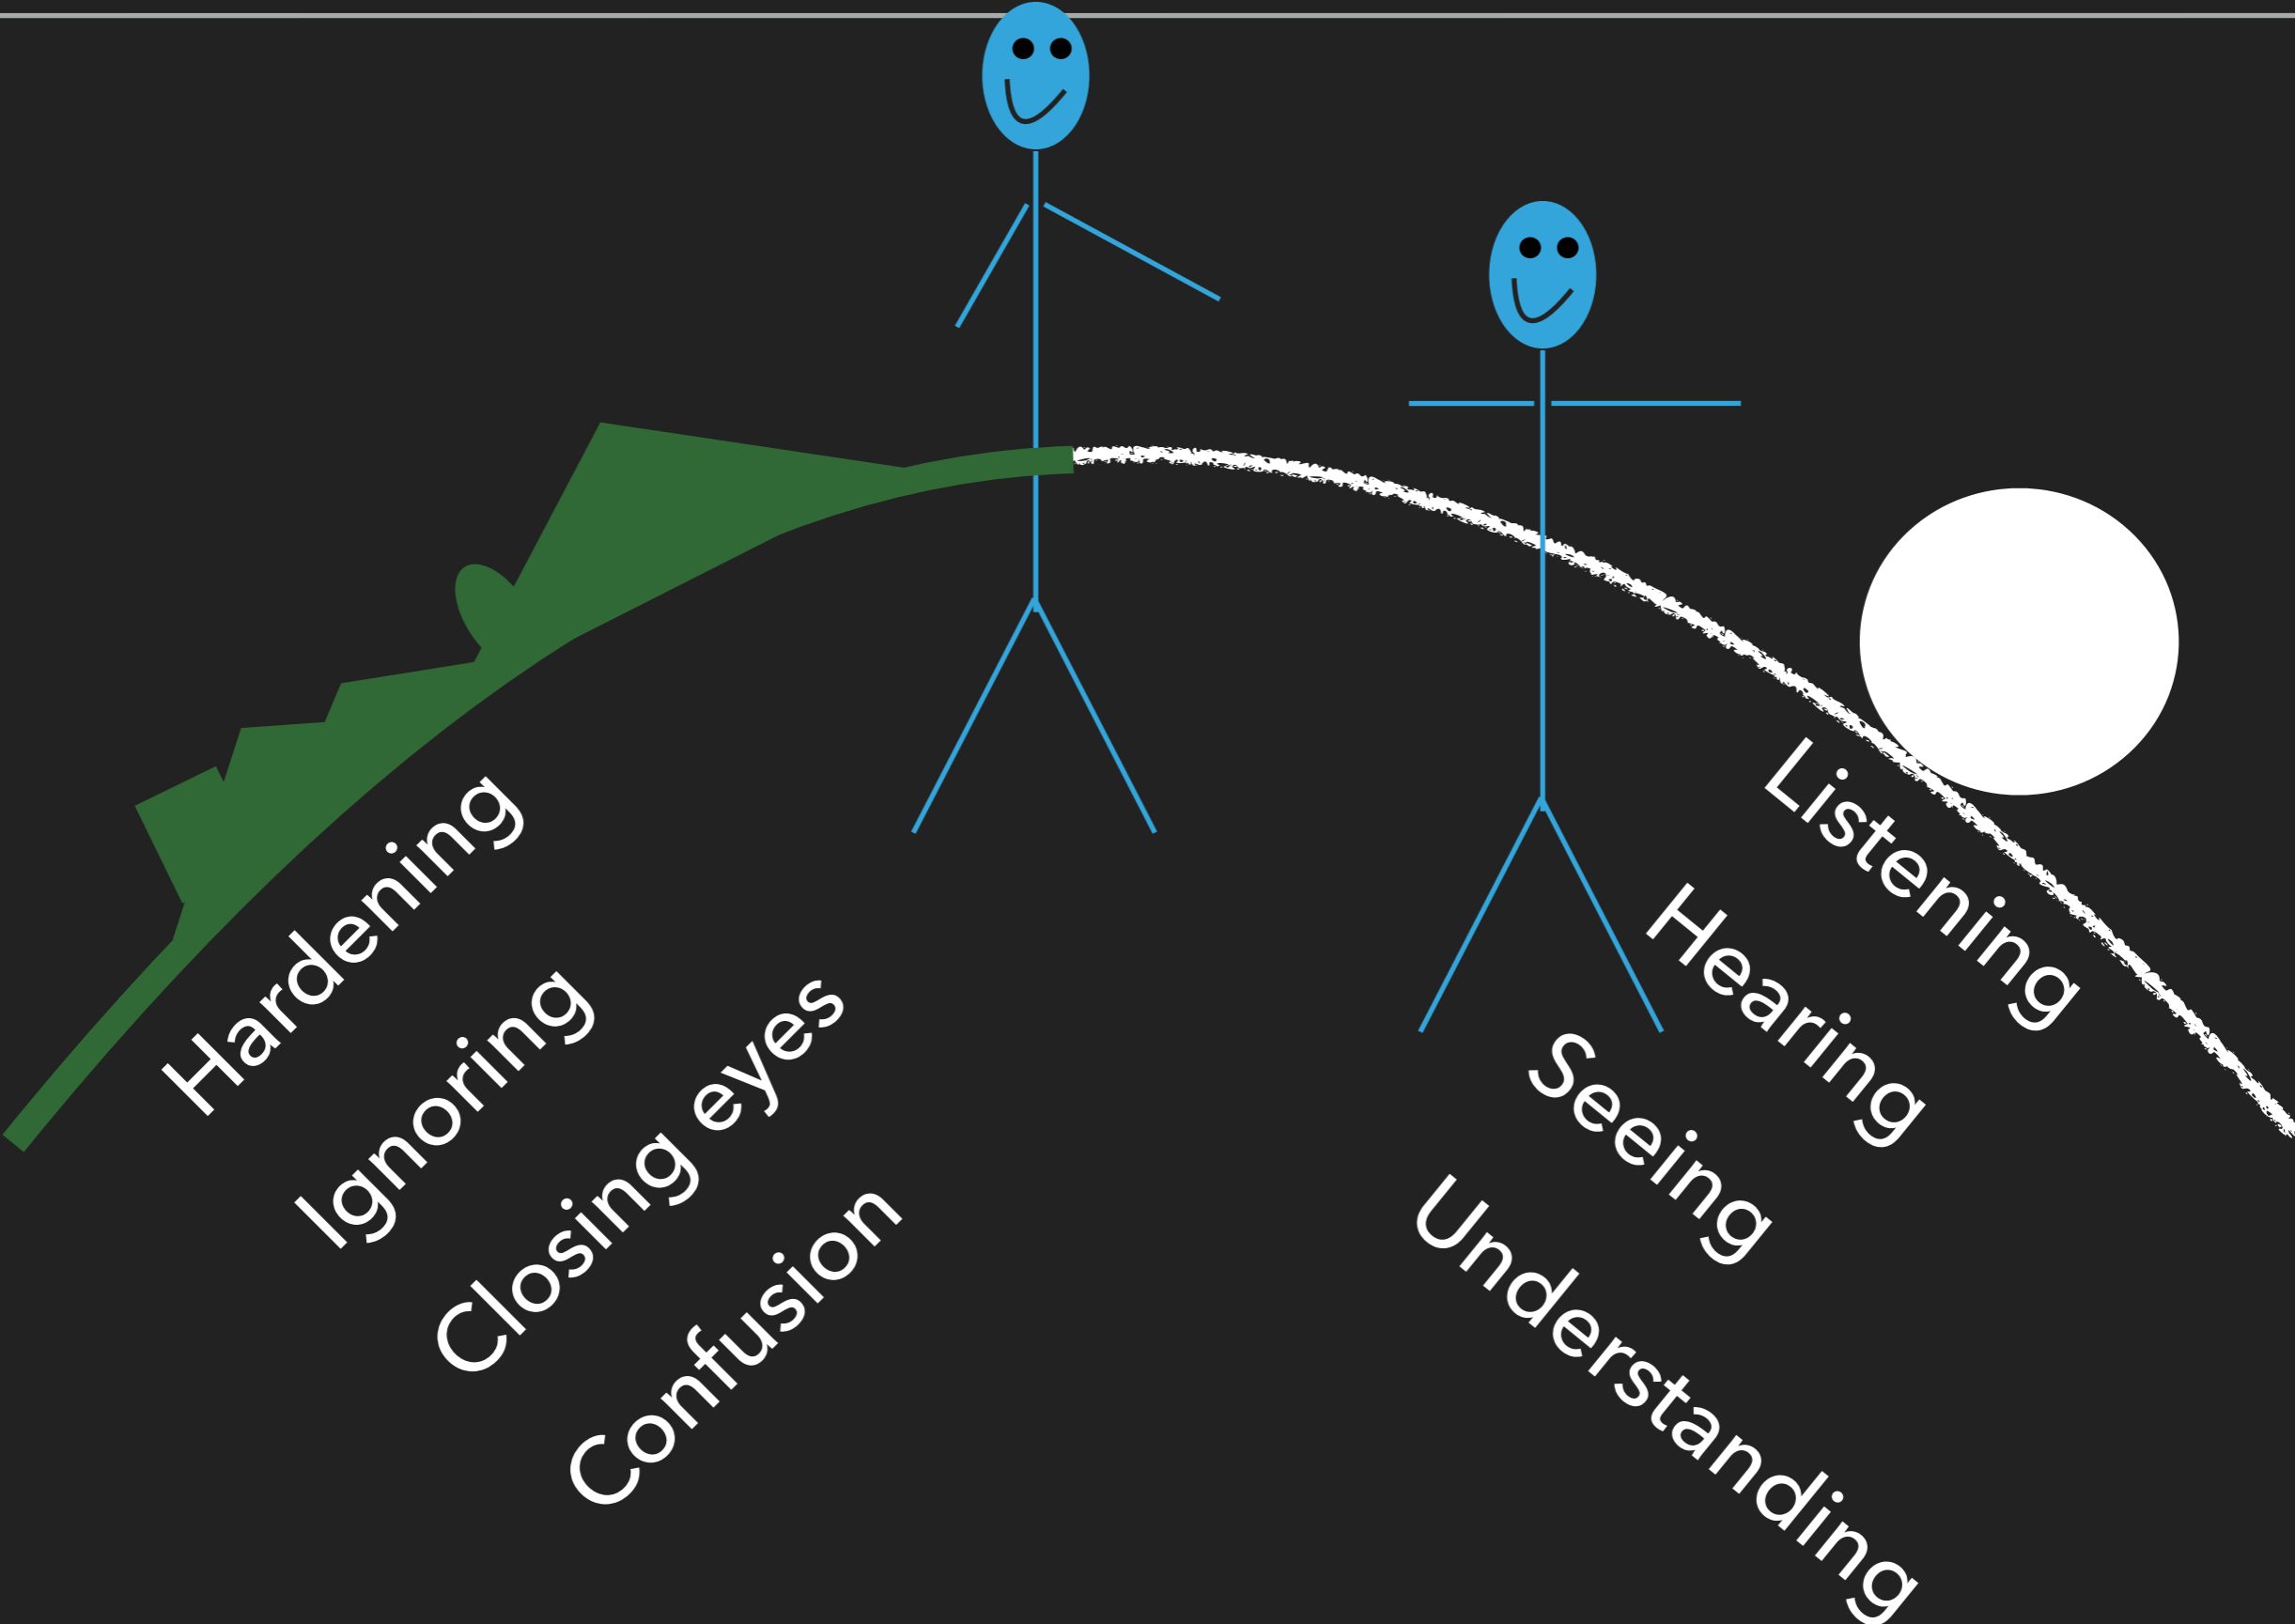 Hardening
Ignoring
Closing eyes
Confusion
Listening
Hearing
Seeing
Understanding